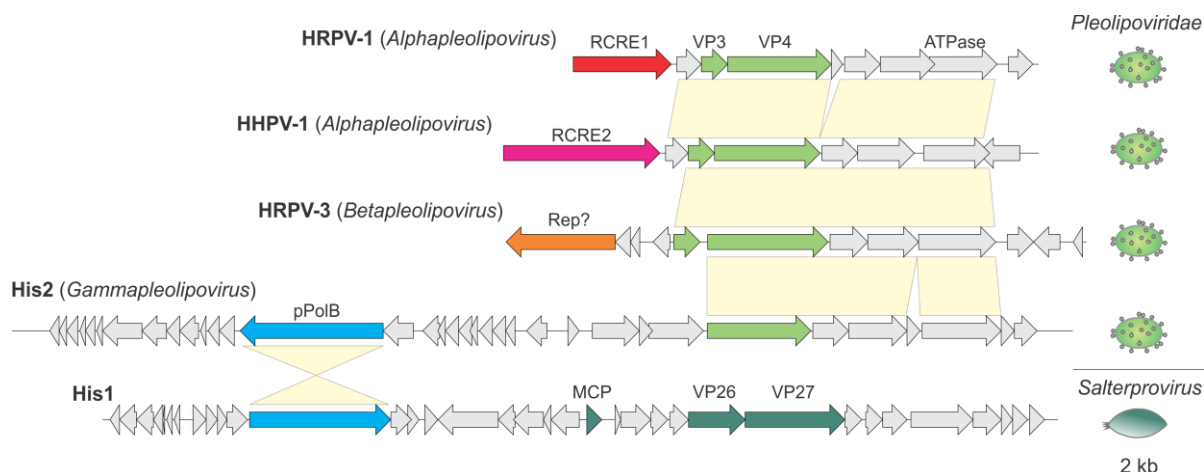 HRPV-1 (Alphapleolipovirus)
RCRE1
VP3
VP4
ATPase
Pleolipoviridae
HHPV-1 (Alphapleolipovirus)
RCRE2
HRPV-3 (Betapleolipovirus)
Rep?
His2 (Gammapleolipovirus)
pPolB
His1
MCP
VP26
VP27
Salterprovirus
2 kb